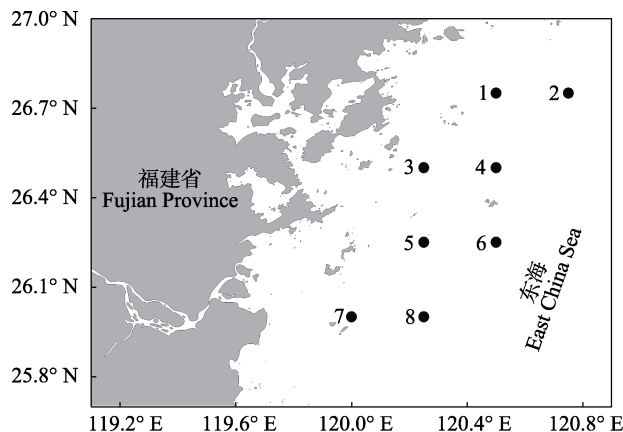 27.0° N
26.7° N
26.4° N
26.1° N
25.8° N
1
2
3
4
福建省
Fujian Province
5
6
东海
East China Sea
7
8
119.2° E
119.6° E
120.0° E
120.4° E
120.8° E